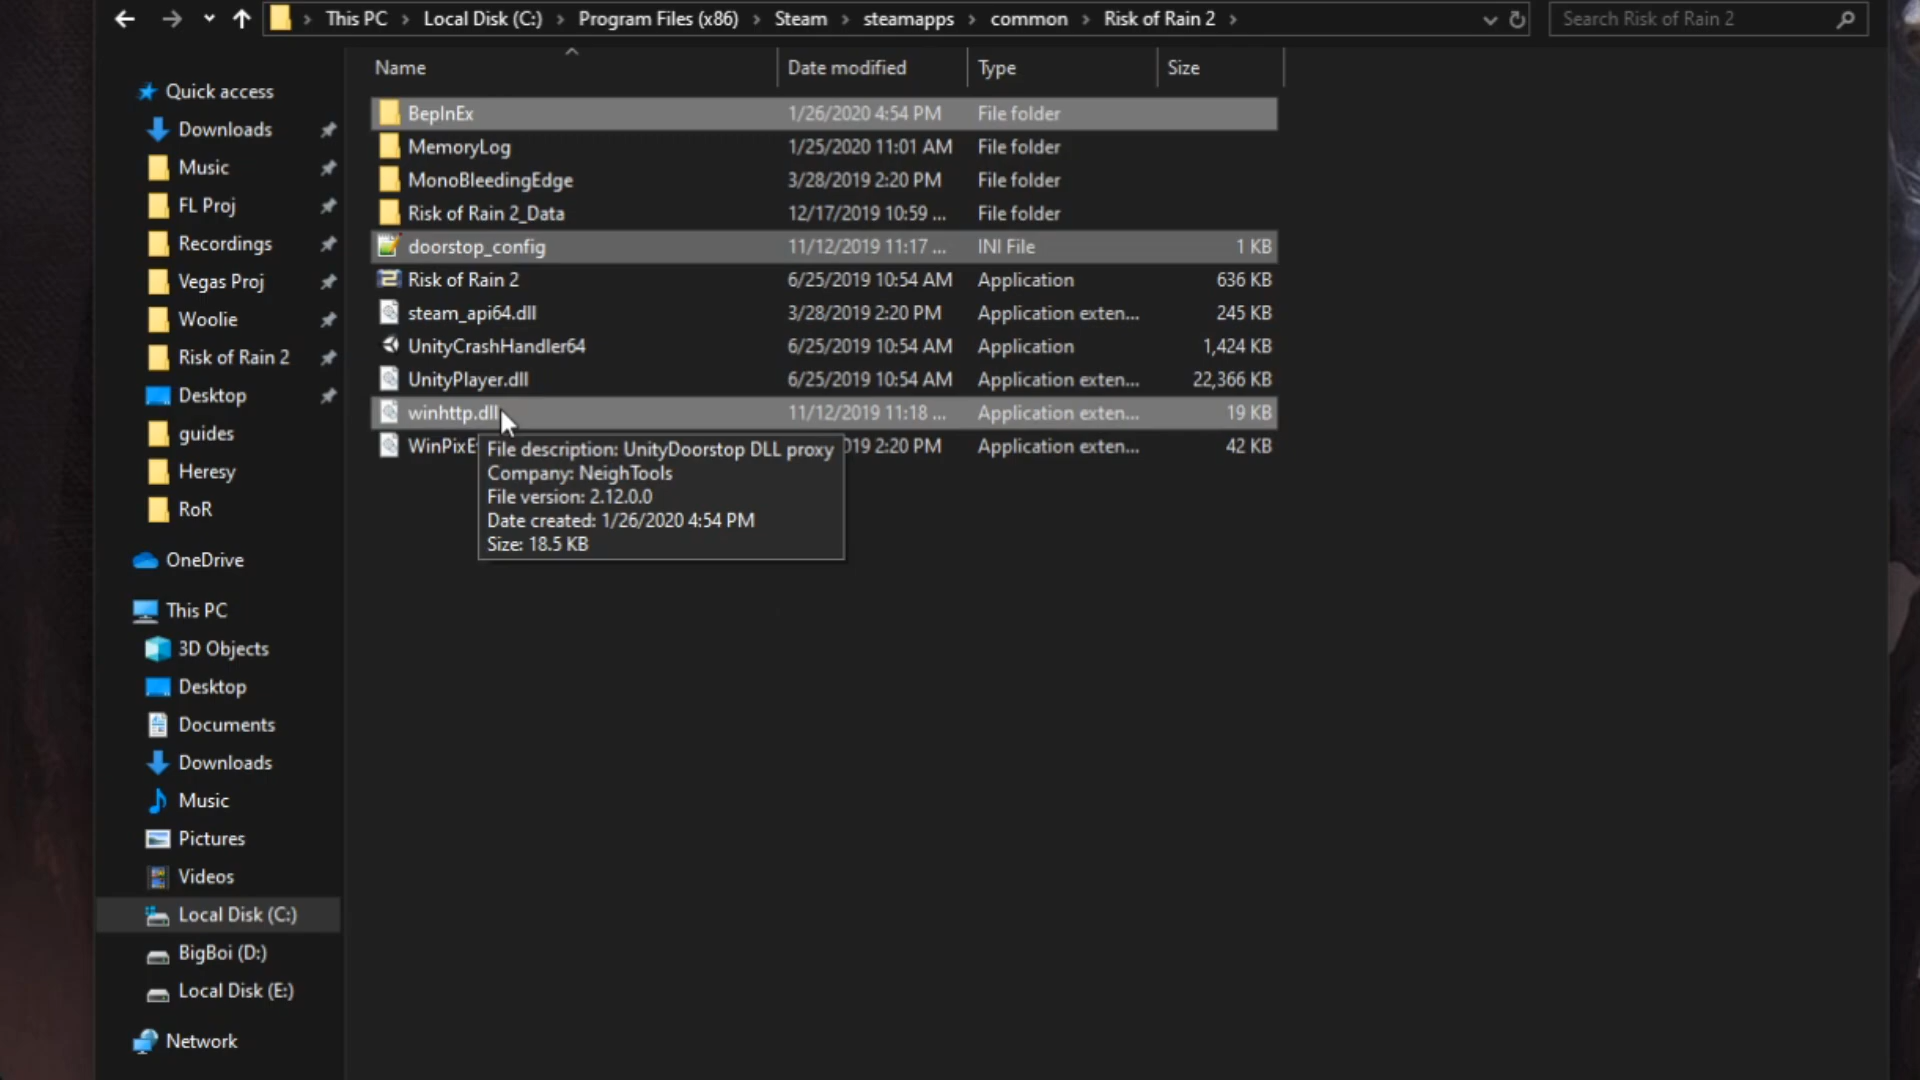 This PC > Local Disk (C:) > Program Files (x86) > Steam > steamapps > common > Risk of Rain 2 >
Search Risk of Rain 2
Name Date modified Type Size
Quick access
Downloads
Music
FL Proj
Recordings
Vegas Proj
Woolie
Risk of Rain 2
Desktop
guides
Heresy
RoR
OneDrive
This PC
3D Objects
Desktop
Documents
Downloads
Music
Pictures
Videos
Local Disk (C:)
BigBoi (D:)
Local Disk (E:)
Network
BepInEx 1/26/2020 4:54 PM File folder
MemoryLog 1/25/2020 11:01 AM File folder
MonoBleedingEdge 3/28/2019 2:20 PM File folder
Risk of Rain 2_Data 12/17/2019 10:59 ... File folder
doorstop_config 11/12/2019 11:17 ... INI File 1 KB
Risk of Rain 2 6/25/2019 10:54 AM Application 636 KB
steam_api64.dll 3/28/2019 2:20 PM Application exten... 245 KB
UnityCrashHandler64 6/25/2019 10:54 AM Application 1,424 KB
UnityPlayer.dll 6/25/2019 10:54 AM Application exten... 22,366 KB
winhttp.dll 11/12/2019 11:18 ... Application exten... 19 KB
WinPixE 019 2:20 PM Application exten... 42 KB
File description: UnityDoorstop DLL proxy
Company: NeighTools
File version: 2.12.0.0
Date created: 1/26/2020 4:54 PM
Size: 18.5 KB